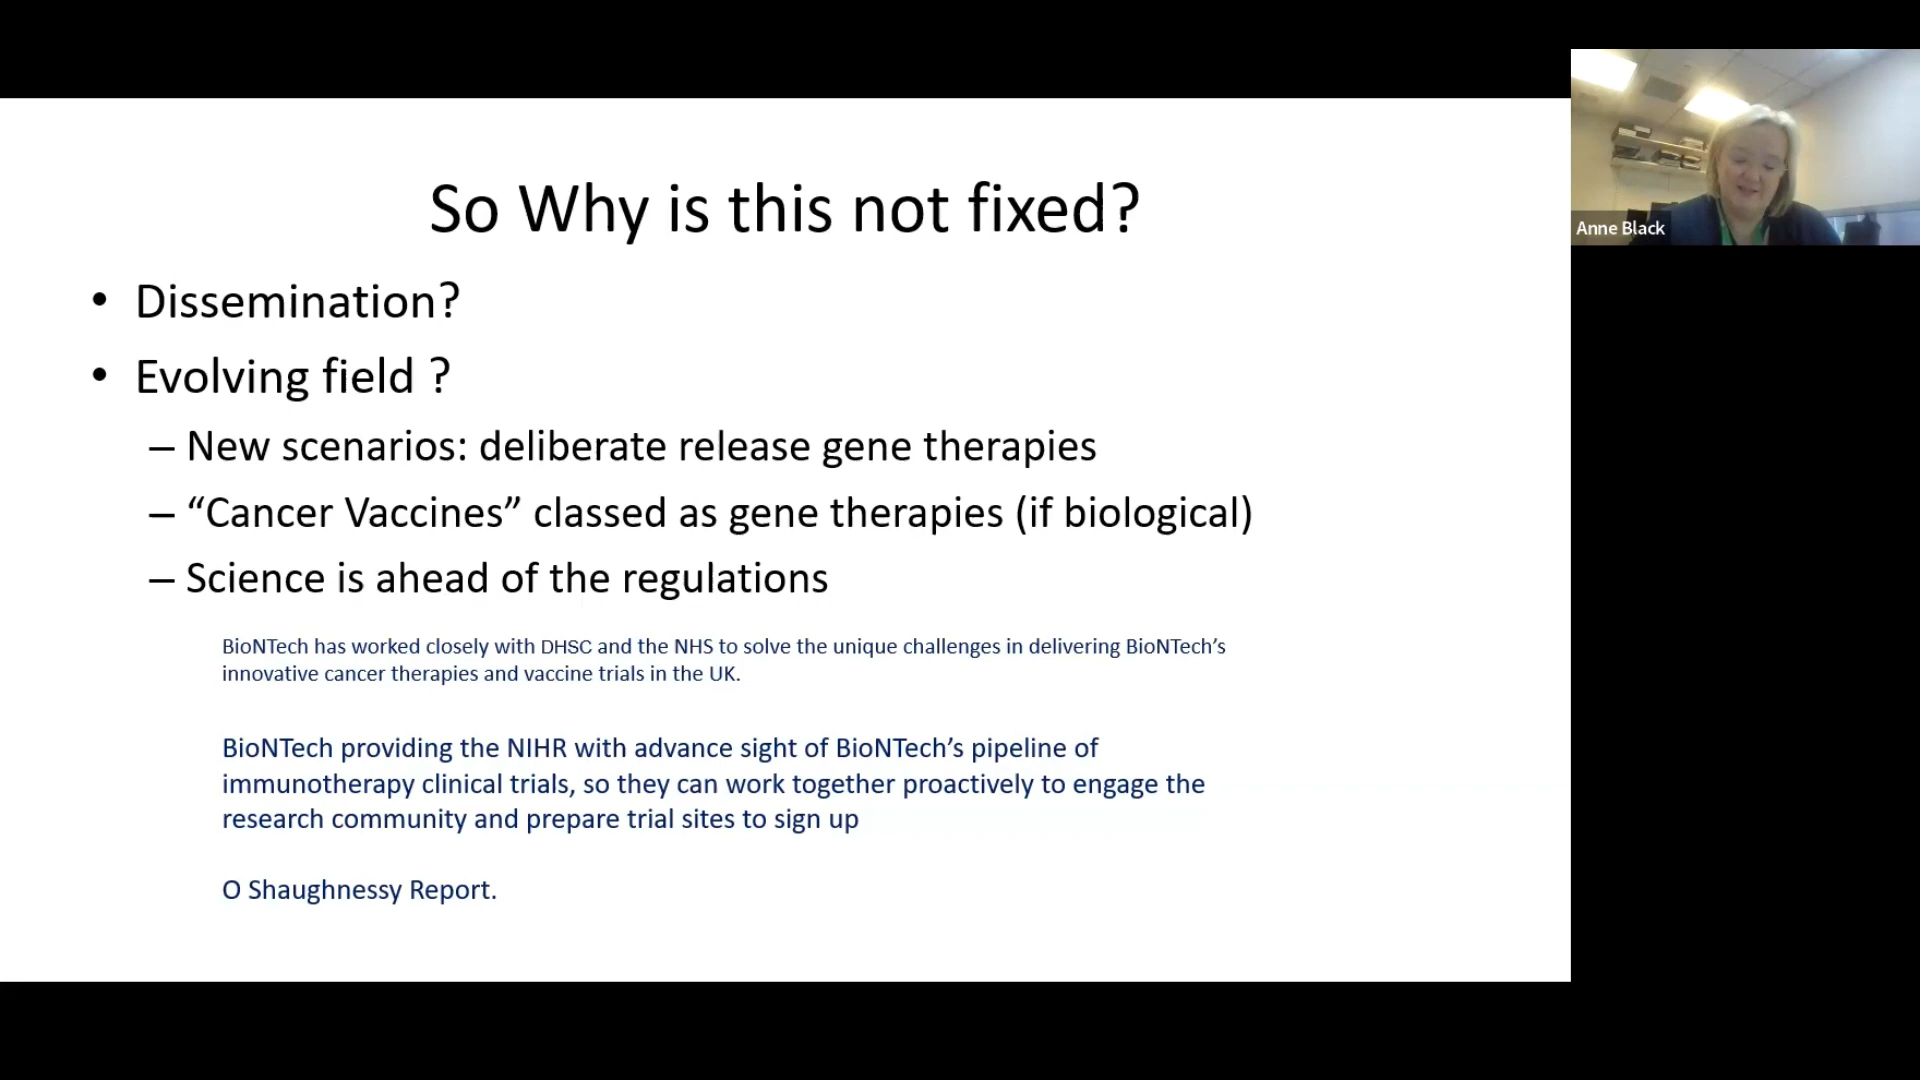 So Why is this not fixed?
• Dissemination?
• Evolving field ?
– New scenarios: deliberate release gene therapies
– “Cancer Vaccines” classed as gene therapies (if biological)
– Science is ahead of the regulations
BioNTech has worked closely with DHSC and the NHS to solve the unique challenges in delivering BioNTech’s
innovative cancer therapies and vaccine trials in the UK.
BioNTech providing the NIHR with advance sight of BioNTech’s pipeline of
immunotherapy clinical trials, so they can work together proactively to engage the
research community and prepare trial sites to sign up
O Shaughnessy Report.
Anne Black